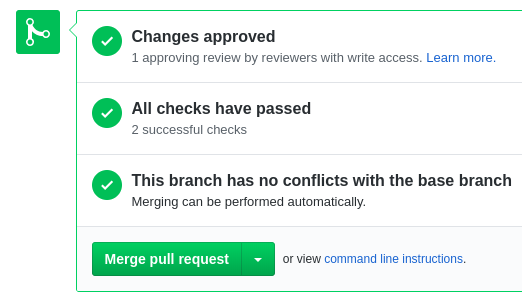 Changes approved
1 approving review by reviewers with write access. Learn more.
All checks have passed
2 successful checks
This branch has no conflicts with the base branch
Merging can be performed automatically.
Merge pull request or view command line instructions.